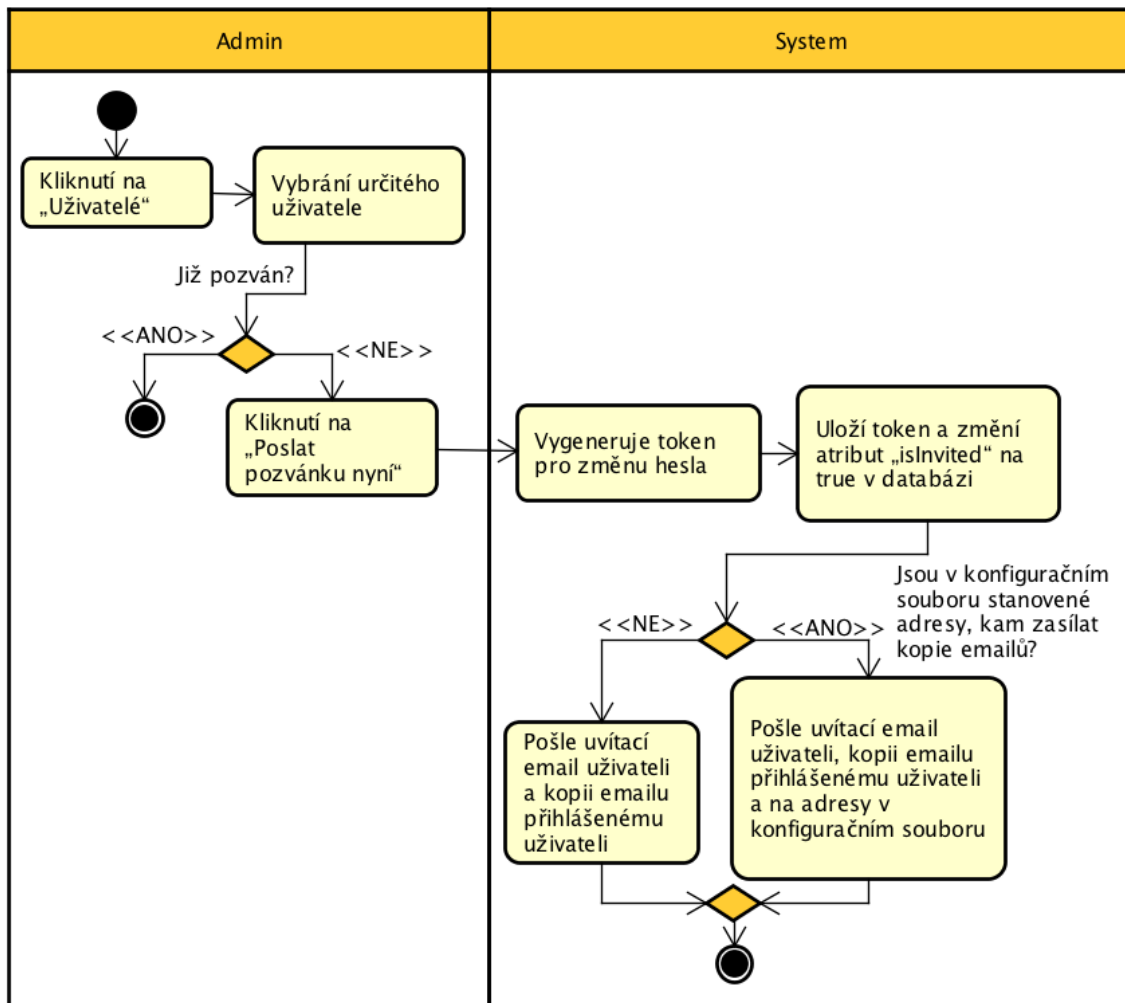 Admin
System
Kliknutí na
„Uživatelé“
Vybrání určitého
uživatele
Již pozván?
<<ANO>>
<<NE>>
Kliknutí na
„Poslat
pozvánku nyní“
Vygeneruje token
pro změnu hesla
Uloží token a změní
atribut „isInvited“ na
true v databázi
Jsou v konfiguračním
souboru stanovené
adresy, kam zasílat
kopie emailů?
<<NE>>
<<ANO>>
Pošle uvítací
email uživateli
a kopii emailu
přihlášenému
uživateli
Pošle uvítací email
uživateli, kopii emailu
přihlášenému uživateli
a na adresy v
konfiguračním souboru